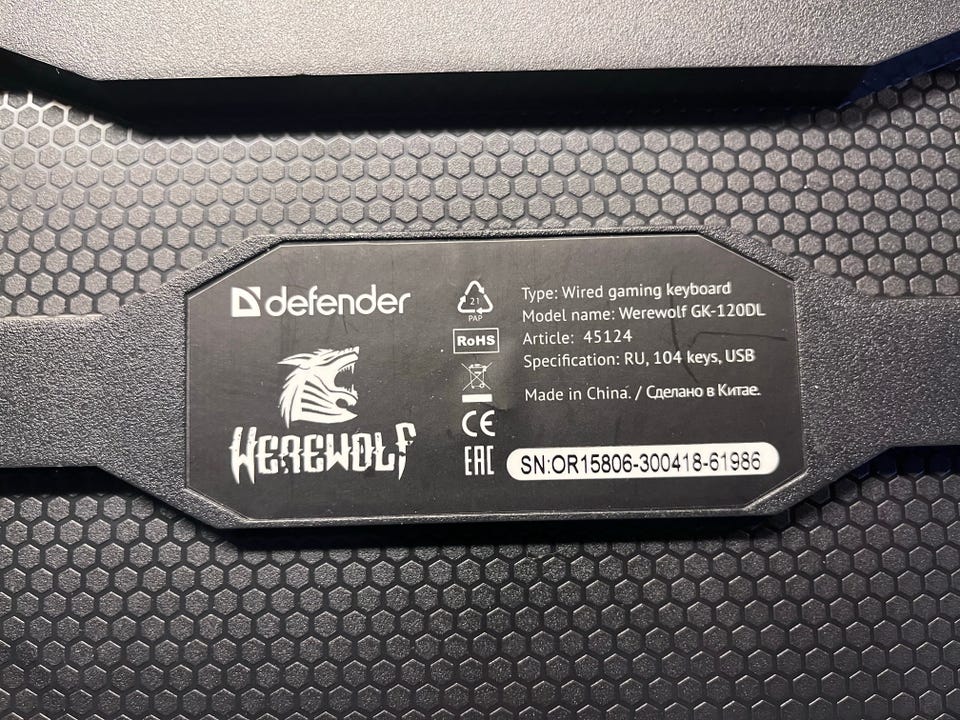 defender
WEREWOLF
21
PAP
RoHS
CE
EAC
Type: Wired gaming keyboard
Model name: Werewolf GK-120DL
Article: 45124
Specification: RU, 104 keys, USB
Made in China. / Сделано в Китае.
SN:OR15806-300418-61986